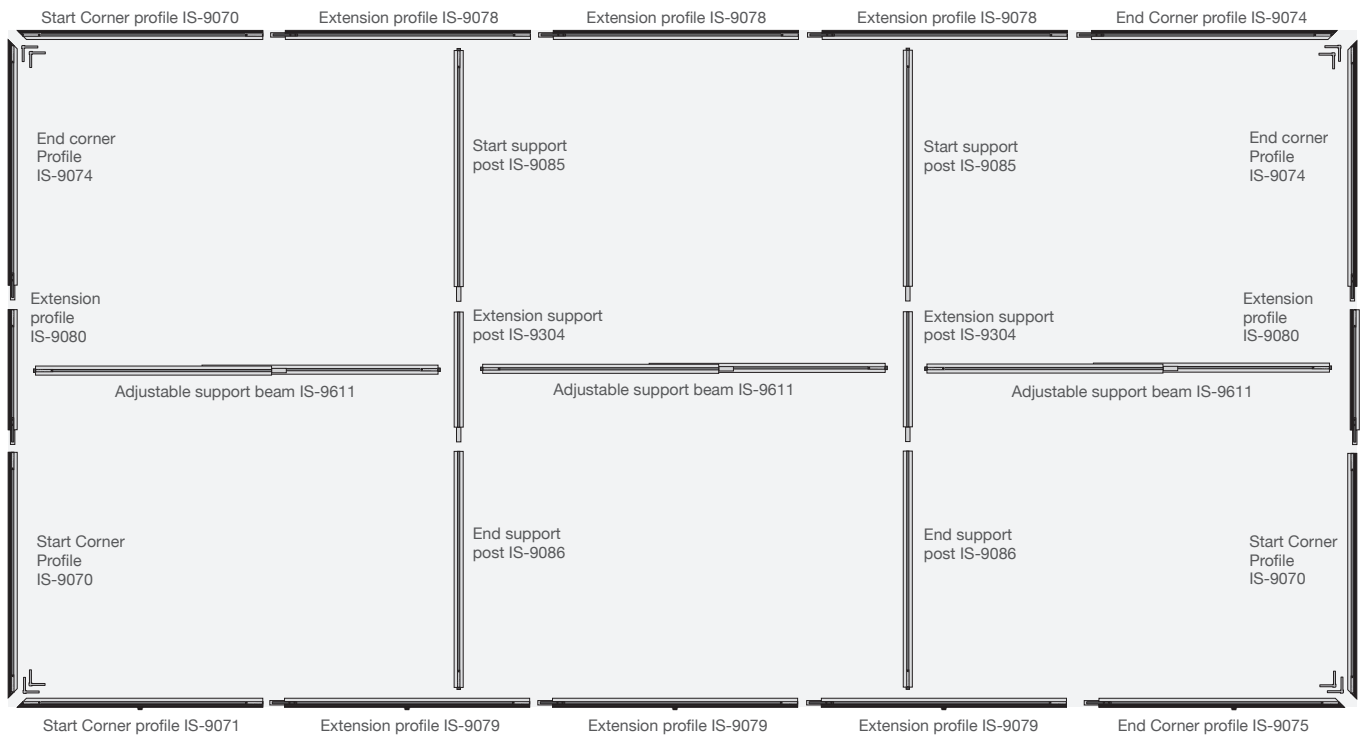 Start Corner profile IS-9070
Extension profile IS-9078
Extension profile IS-9078
Extension profile IS-9078
End Corner profile IS-9074
End corner
Profile
IS-9074
Start support
post IS-9085
Start support
post IS-9085
End corner
Profile
IS-9074
Extension
profile
IS-9080
Extension support
post IS-9304
Extension support
post IS-9304
Extension
profile
IS-9080
Adjustable support beam IS-9611
Adjustable support beam IS-9611
Adjustable support beam IS-9611
Start Corner
Profile
IS-9070
End support
post IS-9086
End support
post IS-9086
Start Corner
Profile
IS-9070
Start Corner profile IS-9071
Extension profile IS-9079
Extension profile IS-9079
Extension profile IS-9079
End Corner profile IS-9075